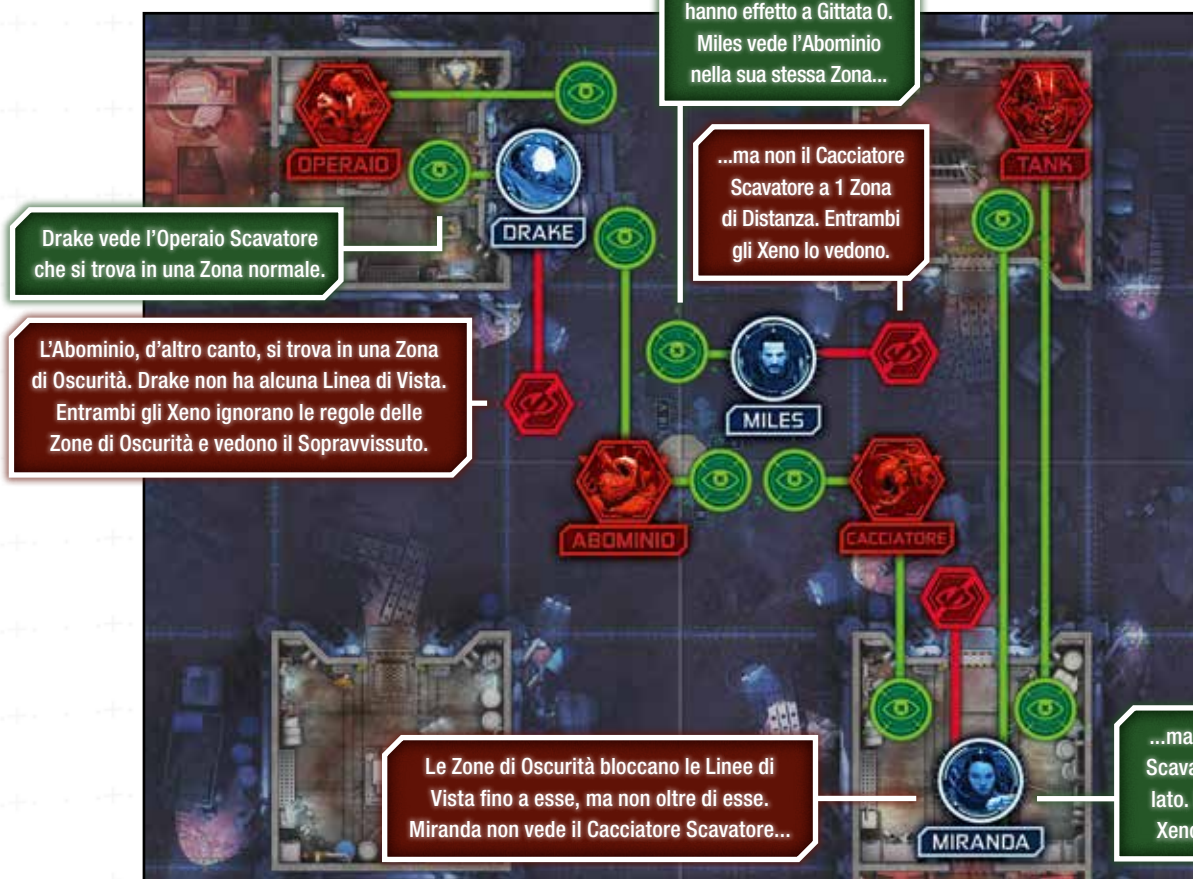 hanno effetto a Gittata 0.
Miles vede l'Abominio
nella sua stessa Zona...
...ma non il Cacciatore
Scavatore a 1 Zona
di Distanza. Entrambi
gli Xeno lo vedono.
OPERAIO
DRAKE
TANK
Drake vede l'Operaio Scavatore
che si trova in una Zona normale.
L'Abominio, d'altro canto, si trova in una Zona
di Oscurità. Drake non ha alcuna Linea di Vista.
Entrambi gli Xeno ignorano le regole delle
Zone di Oscurità e vedono il Sopravvissuto.
MILES
ABOMINIO
CACCIATORE
Le Zone di Oscurità bloccano le Linee di
Vista fino a esse, ma non oltre di esse.
Miranda non vede il Cacciatore Scavatore...
MIRANDA
...ma
Scava
lato.
Xeno